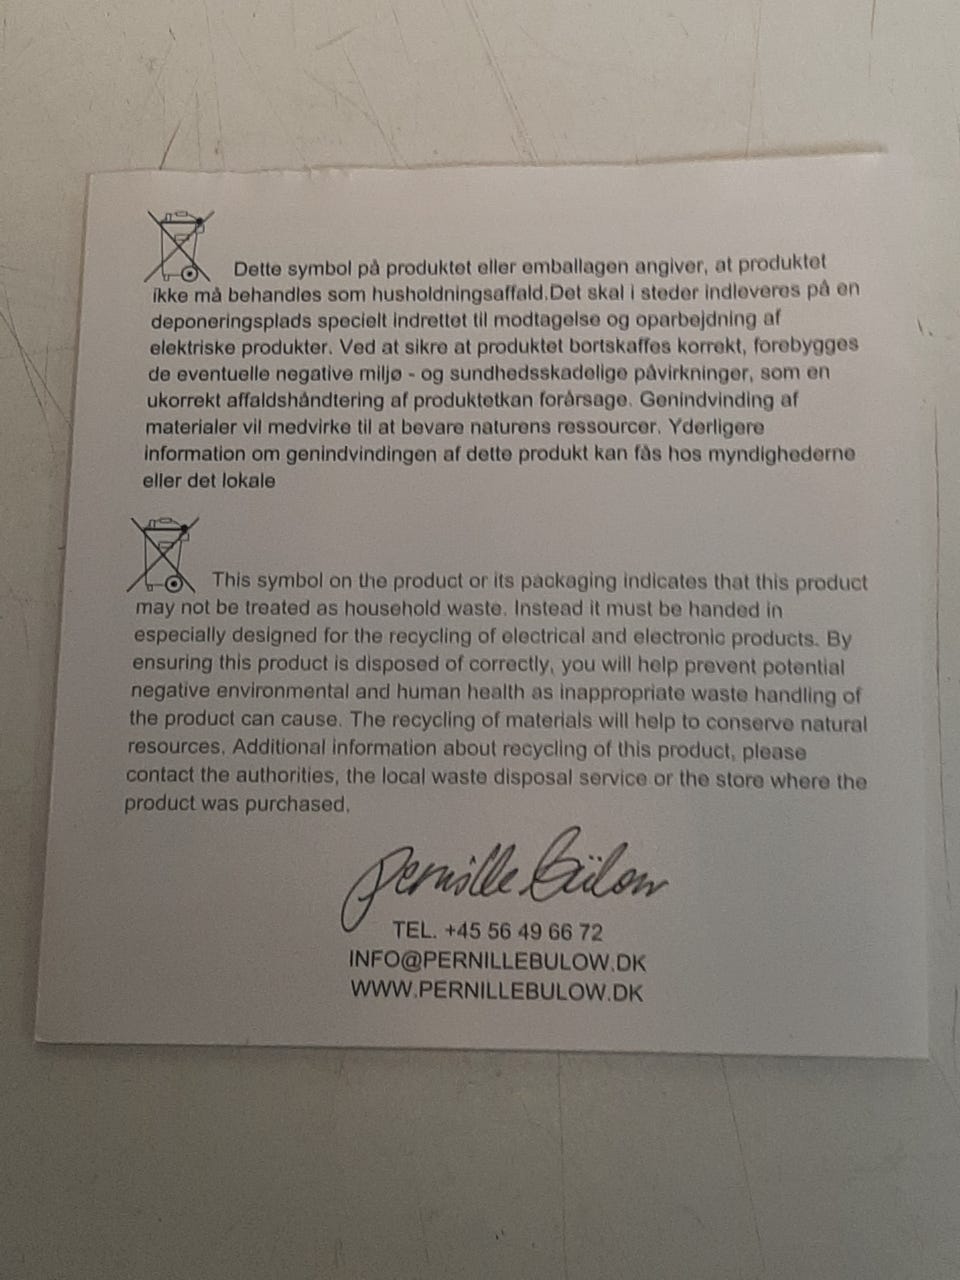 Dette symbol på produktet eller emballagen angiver, at produktet
ikke må behandles som husholdningsaffald.Det skal i steder indleveres på en
deponeringsplads specielt indrettet til modtagelse og oparbejdning af
elektriske produkter. Ved at sikre at produktet bortskaffes korrekt, forebygges
de eventuelle negative miljø - og sundhedsskadelige påvirkninger, som en
ukorrekt affaldshåndtering af produktetkan forårsage. Genindvinding af
materialer vil medvirke til at bevare naturens ressourcer. Yderligere
information om genindvindingen af dette produkt kan fås hos myndighederne
eller det lokale
This symbol on the product or its packaging indicates that this product
may not be treated as household waste. Instead it must be handed in
especially designed for the recycling of electrical and electronic products. By
ensuring this product is disposed of correctly, you will help prevent potential
negative environmental and human health as inappropriate waste handling of
the product can cause. The recycling of materials will help to conserve natural
resources. Additional information about recycling of this product, please
contact the authorities, the local waste disposal service or the store where the
product was purchased.
Pernille Bülow
TEL. +45 56 49 66 72
INFO@PERNILLEBULOW.DK
WWW.PERNILLEBULOW.DK